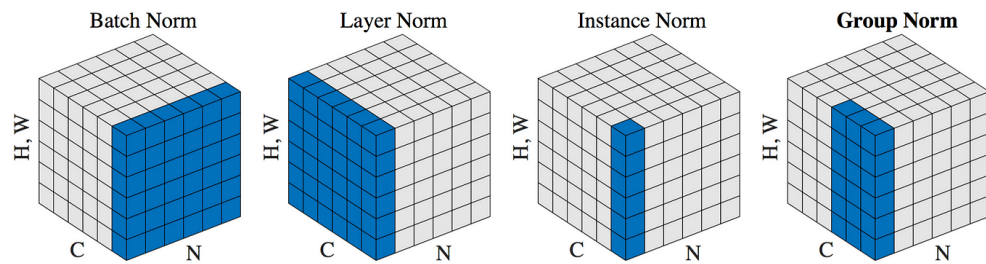 Batch Norm
Layer Norm
Instance Norm
Group Norm
H, W
C
N
H, W
C
N
H, W
C
N
H, W
C
N